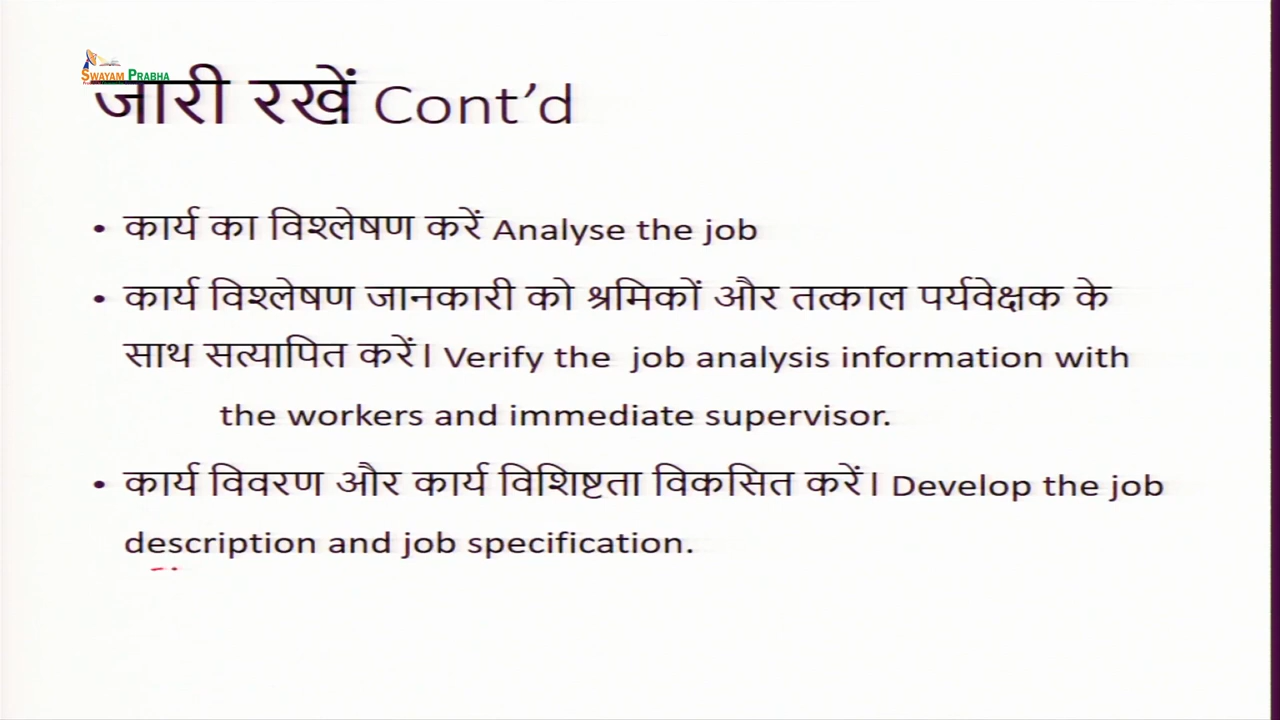 SWAYAM PRABHA
जारी रखें Cont’d
• कार्य का विश्लेषण करें Analyse the job
• कार्य विश्लेषण जानकारी को श्रमिकों और तत्काल पर्यवेक्षक के
साथ सत्यापित करें। Verify the job analysis information with
the workers and immediate supervisor.
• कार्य विवरण और कार्य विशिष्टता विकसित करें। Develop the job
description and job specification.